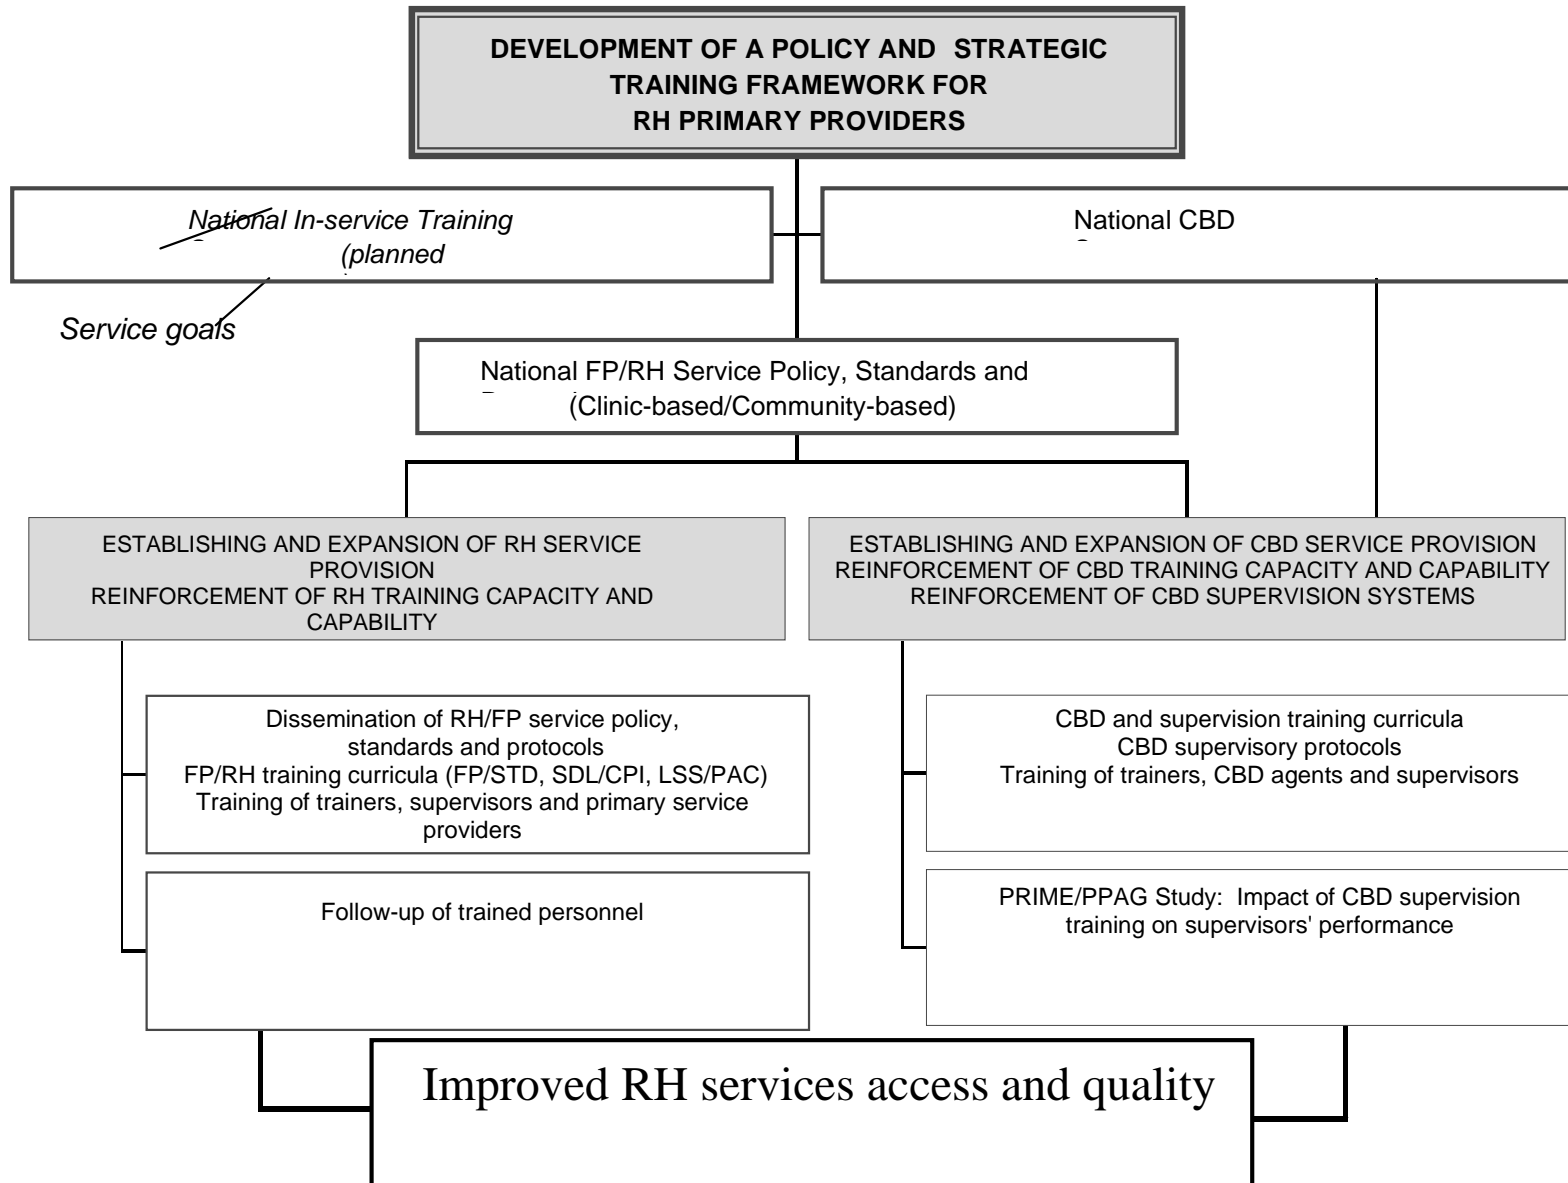 DEVELOPMENT OF A POLICY AND STRATEGIC
TRAINING FRAMEWORK FOR
RH PRIMARY PROVIDERS
National In-service Training
(planned
National CBD
Service goals
National FP/RH Service Policy, Standards and
(Clinic-based/Community-based)
ESTABLISHING AND EXPANSION OF RH SERVICE
PROVISION
REINFORCEMENT OF RH TRAINING CAPACITY AND
CAPABILITY
ESTABLISHING AND EXPANSION OF CBD SERVICE PROVISION
REINFORCEMENT OF CBD TRAINING CAPACITY AND CAPABILITY
REINFORCEMENT OF CBD SUPERVISION SYSTEMS
Dissemination of RH/FP service policy,
standards and protocols
FP/RH training curricula (FP/STD, SDL/CPI, LSS/PAC)
Training of trainers, supervisors and primary service
providers
CBD and supervision training curricula
CBD supervisory protocols
Training of trainers, CBD agents and supervisors
Follow-up of trained personnel
PRIME/PPAG Study: Impact of CBD supervision
training on supervisors' performance
Improved RH services access and quality